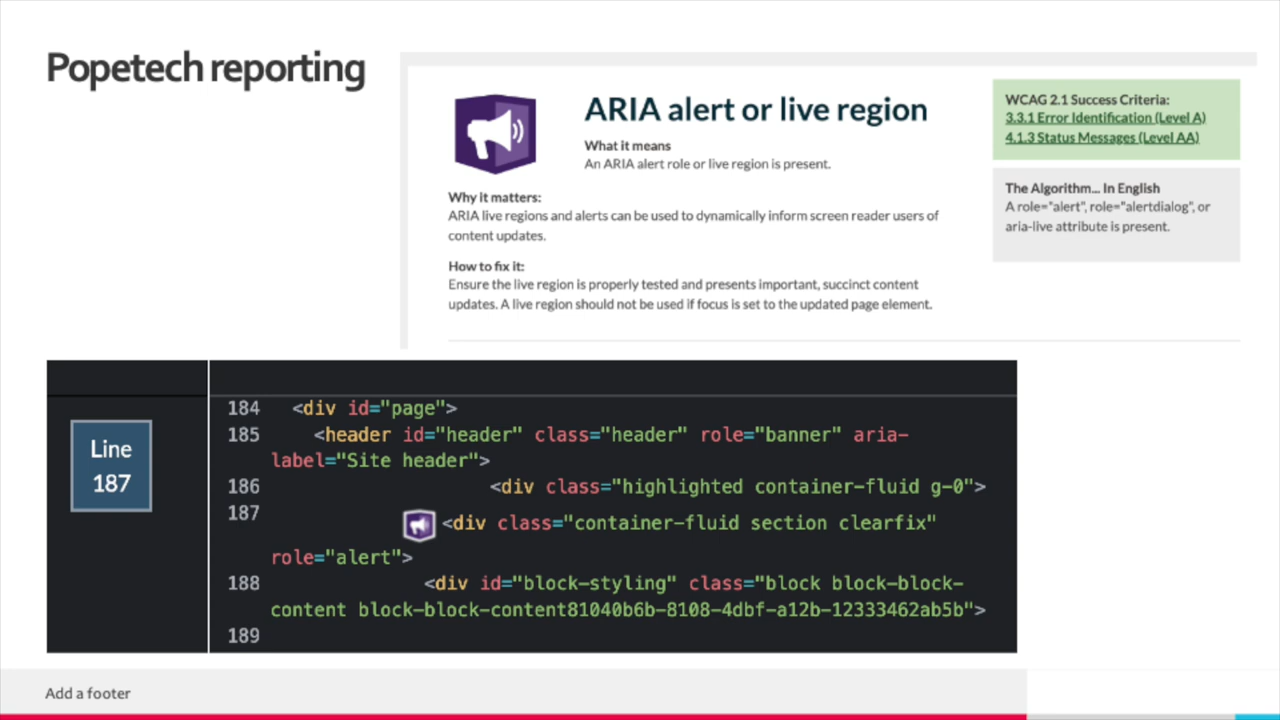 Popetech reporting
ARIA alert or live region
What it means
An ARIA alert role or live region is present.
Why it matters:
ARIA live regions and alerts can be used to dynamically inform screen reader users of
content updates.
How to fix it:
Ensure the live region is properly tested and presents important, succinct content
updates. A live region should not be used if focus is set to the updated page element.
WCAG 2.1 Success Criteria:
3.3.1 Error Identification (Level A)
4.1.3 Status Messages (Level AA)
The Algorithm... In English
A role="alert", role="alertdialog", or
aria-live attribute is present.
Line
187
184 <div id="page">
185 <header id="header" class="header" role="banner" aria-
label="Site header">
186 <div class="highlighted container-fluid g-0">
187 <div class="container-fluid section clearfix"
role="alert">
188 <div id="block-styling" class="block block-block-
content block-block-content81040b6b-8108-4dbf-a12b-12333462ab5b">
189
Add a footer